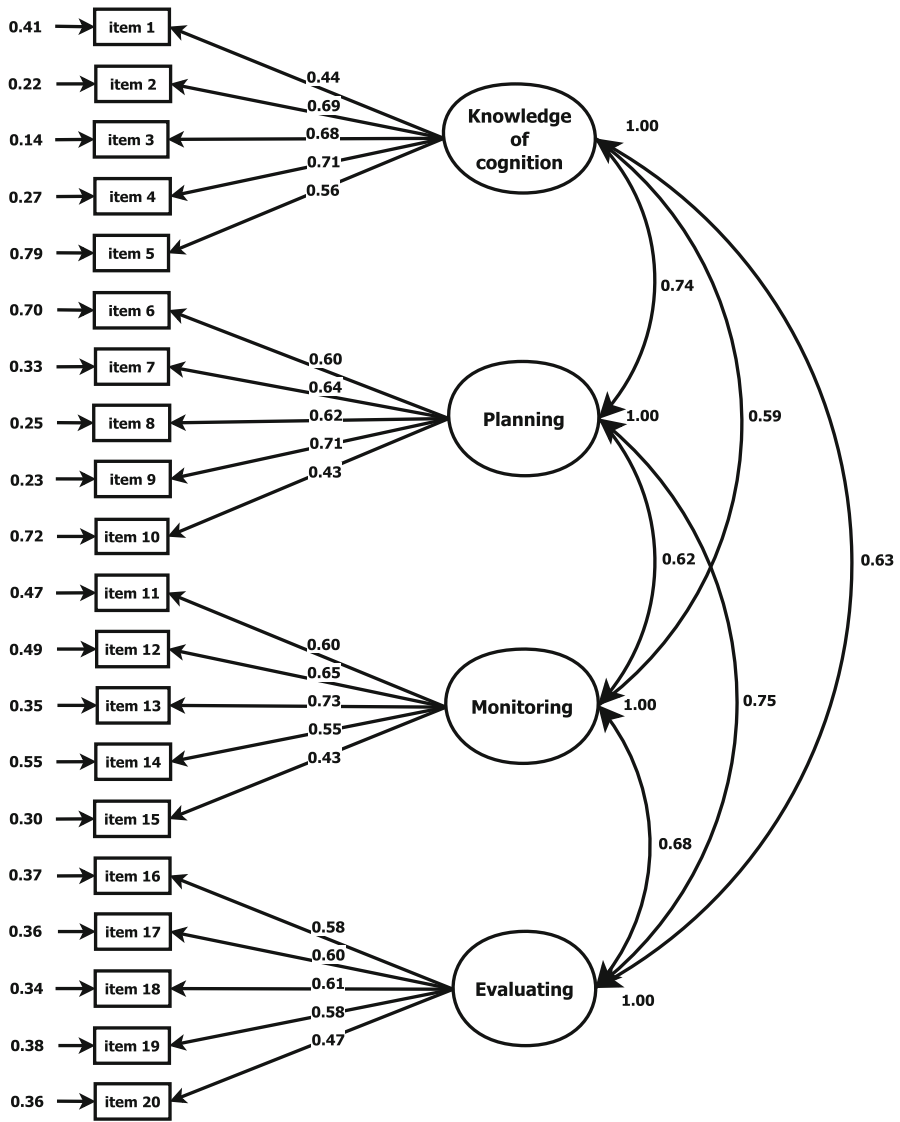 0.41 item 1
0.44
0.22 item 2
0.69
0.14 item 3
0.68
0.27 item 4
0.71
0.79 item 5
0.56
Knowledge
of
cognition
1.00
0.74
0.70 item 6
0.60
0.33 item 7
0.64
0.25 item 8
0.62
0.23 item 9
0.71
0.72 item 10
0.43
Planning
1.00
0.59
0.62
0.63
0.47 item 11
0.60
0.49 item 12
0.65
0.35 item 13
0.73
0.55 item 14
0.55
0.30 item 15
0.43
Monitoring
1.00
0.75
0.68
0.37 item 16
0.58
0.36 item 17
0.60
0.34 item 18
0.61
0.38 item 19
0.58
0.36 item 20
0.47
Evaluating
1.00